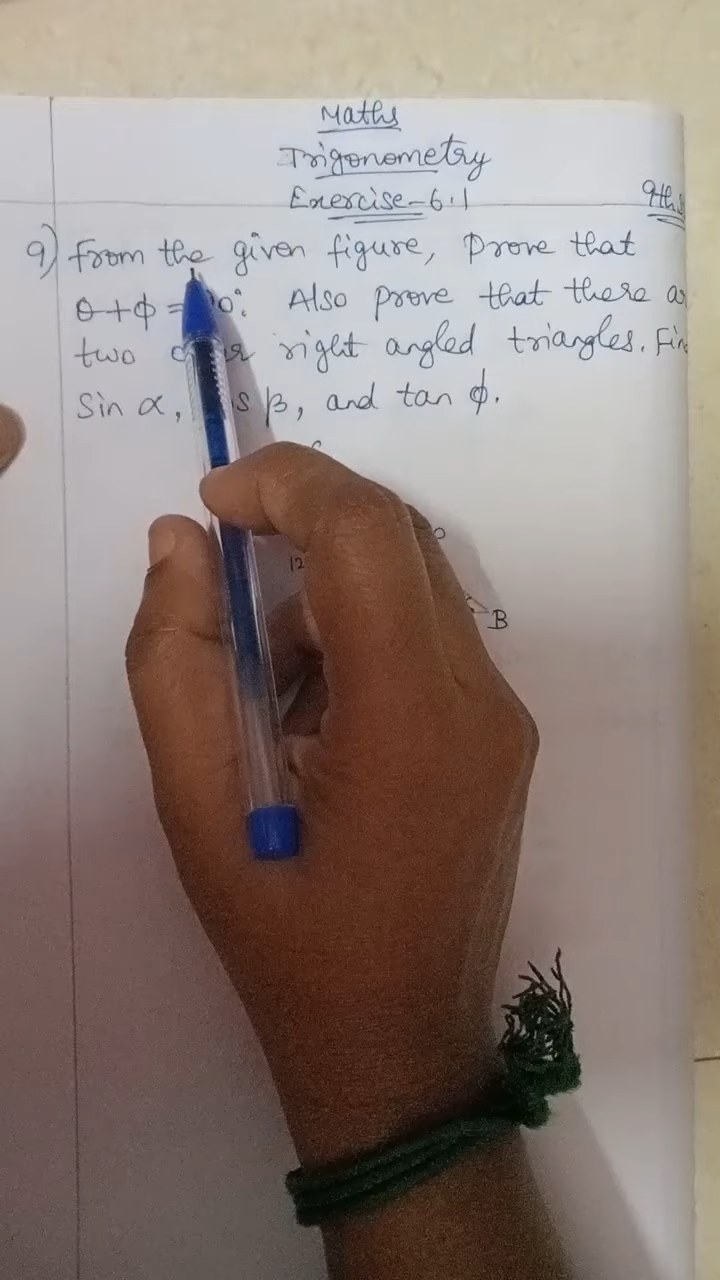 Maths
Trigonometry
Exercise-6.1
9th
9) From the given figure, Prove that
θ+ϕ = 90°. Also prove that there
two right angled triangles.
Sin α, β, and tan ϕ.
12
B